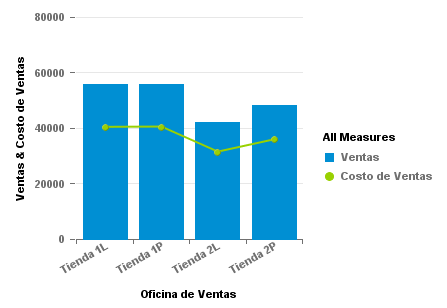 80000
60000
40000
20000
0
Ventas & Costo de Ventas
Tienda 1L
Tienda 1P
Tienda 2L
Tienda 2P
Oficina de Ventas
All Measures
Ventas
Costo de Ventas